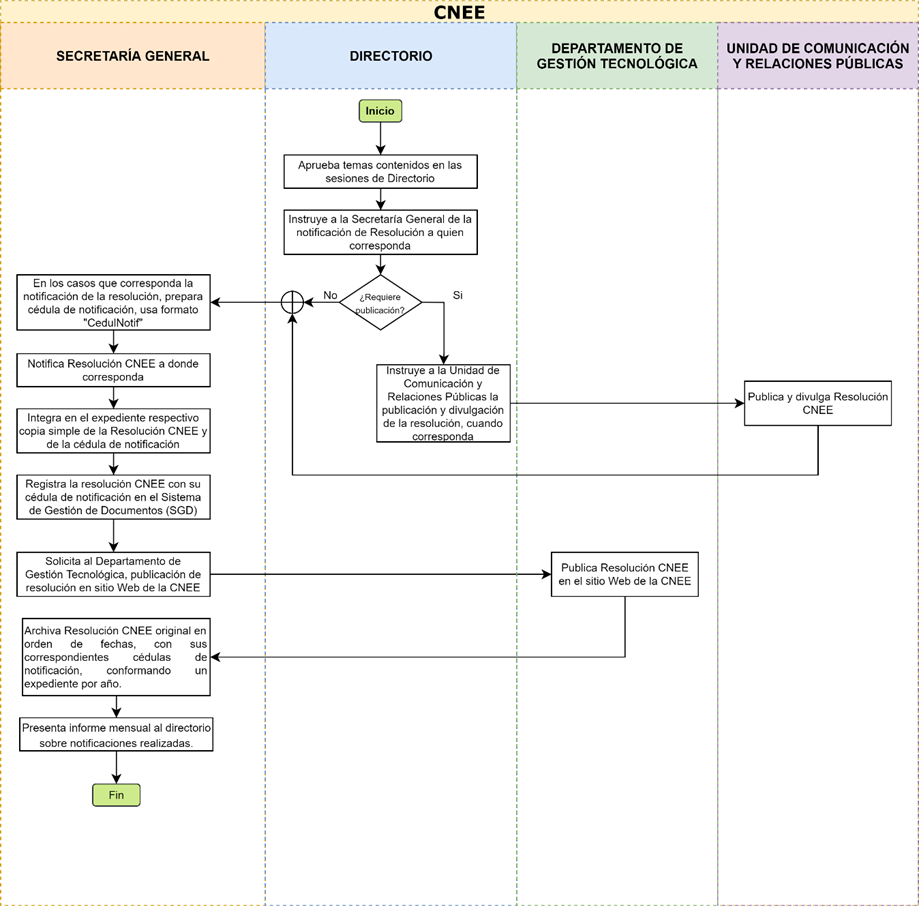 CNEE
SECRETARÍA GENERAL
DIRECTORIO
DEPARTAMENTO DE
GESTIÓN TECNOLÓGICA
UNIDAD DE COMUNICACIÓN
Y RELACIONES PÚBLICAS
Inicio
Aprueba temas contenidos en las
sesiones de Directorio
Instruye a la Secretaría General de la
notificación de Resolución a quien
corresponda
¿Requiere
publicación?
No
Si
En los casos que corresponda la
notificación de la resolución, prepara
cédula de notificación, usa formato
"CedulNotif"
Notifica Resolución CNEE a donde
corresponda
Integra en el expediente respectivo
copia simple de la Resolución CNEE y
de la cédula de notificación
Registra la resolución CNEE con su
cédula de notificación en el Sistema
de Gestión de Documentos (SGD)
Instruye a la Unidad de
Comunicación y
Relaciones Públicas la
publicación y divulgación
de la resolución, cuando
corresponda
Publica y divulga Resolución
CNEE
Solicita al Departamento de
Gestión Tecnológica, publicación de
resolución en sitio Web de la CNEE
Publica Resolución CNEE
en el sitio Web de la CNEE
Archiva Resolución CNEE original en
orden de fechas, con sus
correspondientes cédulas de
notificación, conformando un
expediente por año.
Presenta informe mensual al directorio
sobre notificaciones realizadas.
Fin